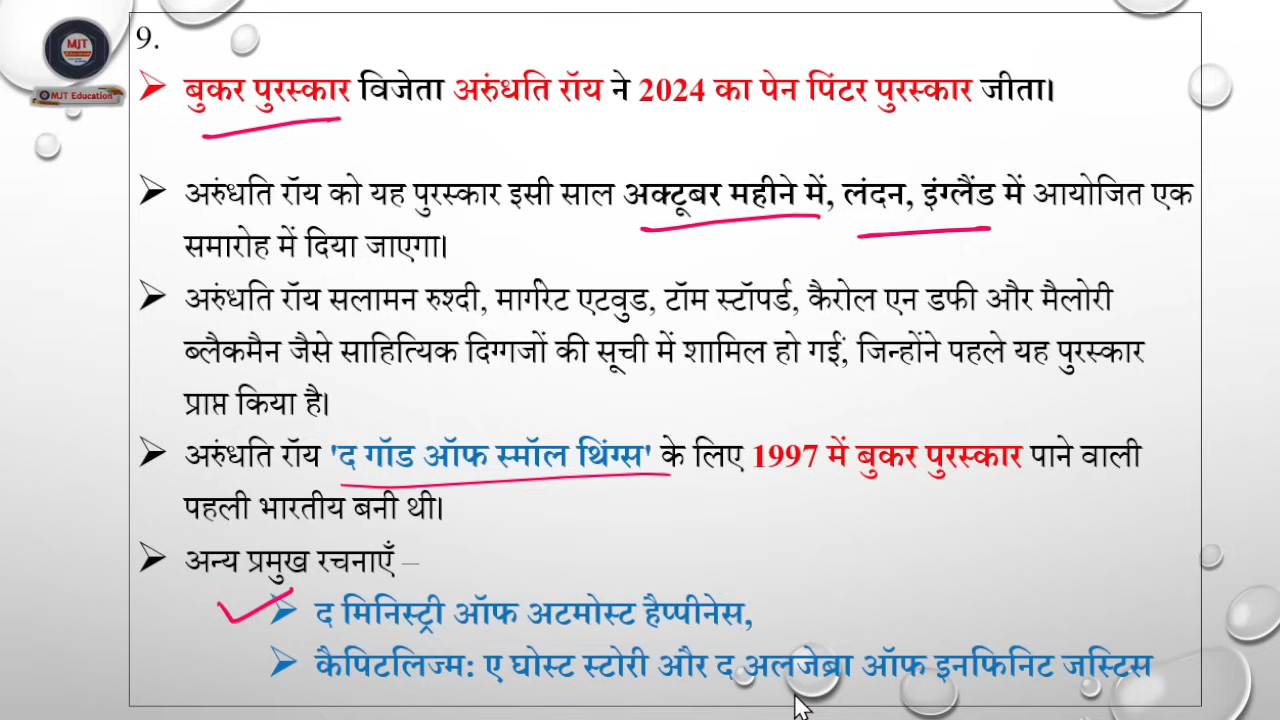 MJT
MJT Education
9.
बुकर पुरस्कार विजेता अरुंधति रॉय ने 2024 का पेन पिंटर पुरस्कार जीता।
अरुंधति रॉय को यह पुरस्कार इसी साल अक्टूबर महीने में, लंदन, इंग्लैंड में आयोजित एक
समारोह में दिया जाएगा।
अरुंधति रॉय सलामन रुश्दी, मार्गरेट एटवुड, टॉम स्टॉपर्ड, कैरोल एन डफी और मैलोरी
ब्लैकमैन जैसे साहित्यिक दिग्गजों की सूची में शामिल हो गईं, जिन्होंने पहले यह पुरस्कार
प्राप्त किया है।
अरुंधति रॉय 'द गॉड ऑफ स्मॉल थिंग्स' के लिए 1997 में बुकर पुरस्कार पाने वाली
पहली भारतीय बनी थी।
अन्य प्रमुख रचनाएँ –
द मिनिस्ट्री ऑफ अटमोस्ट हैप्पीनेस,
कैपिटलिज्म: ए घोस्ट स्टोरी और द अलजेब्रा ऑफ इनफिनिट जस्टिस